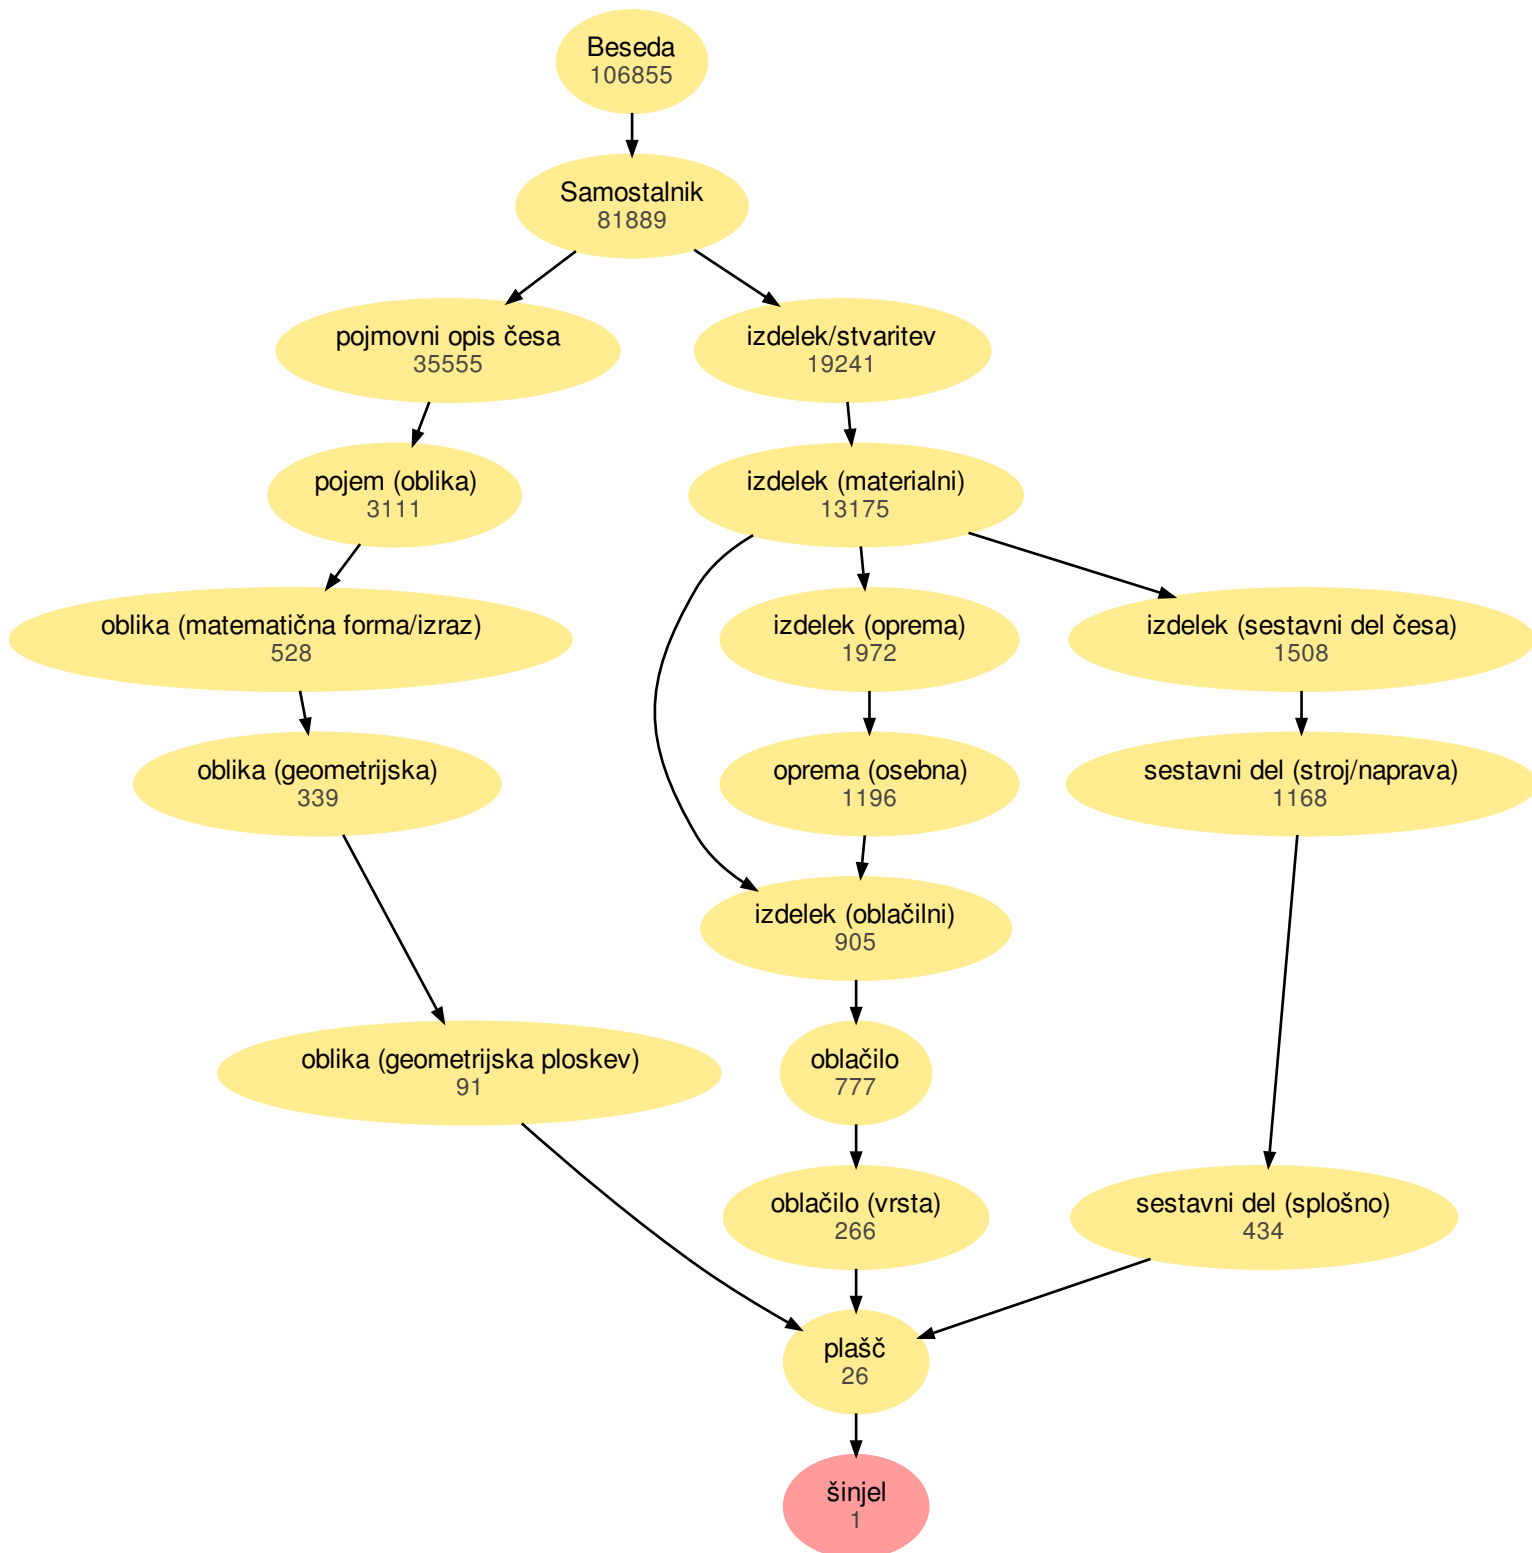 Beseda
106855
Samostalnik
81889
pojmovni opis česa
35555
izdelek/stvaritev
19241
pojem (oblika)
3111
izdelek (materialni)
13175
oblika (matematična forma/izraz)
528
izdelek (oprema)
1972
izdelek (sestavni del česa)
1508
oblika (geometrijska)
339
oprema (osebna)
1196
sestavni del (stroj/naprava)
1168
izdelek (oblačilni)
905
oblika (geometrijska ploskev)
91
oblačilo
777
oblačilo (vrsta)
266
sestavni del (splošno)
434
plašč
26
šinjel
1